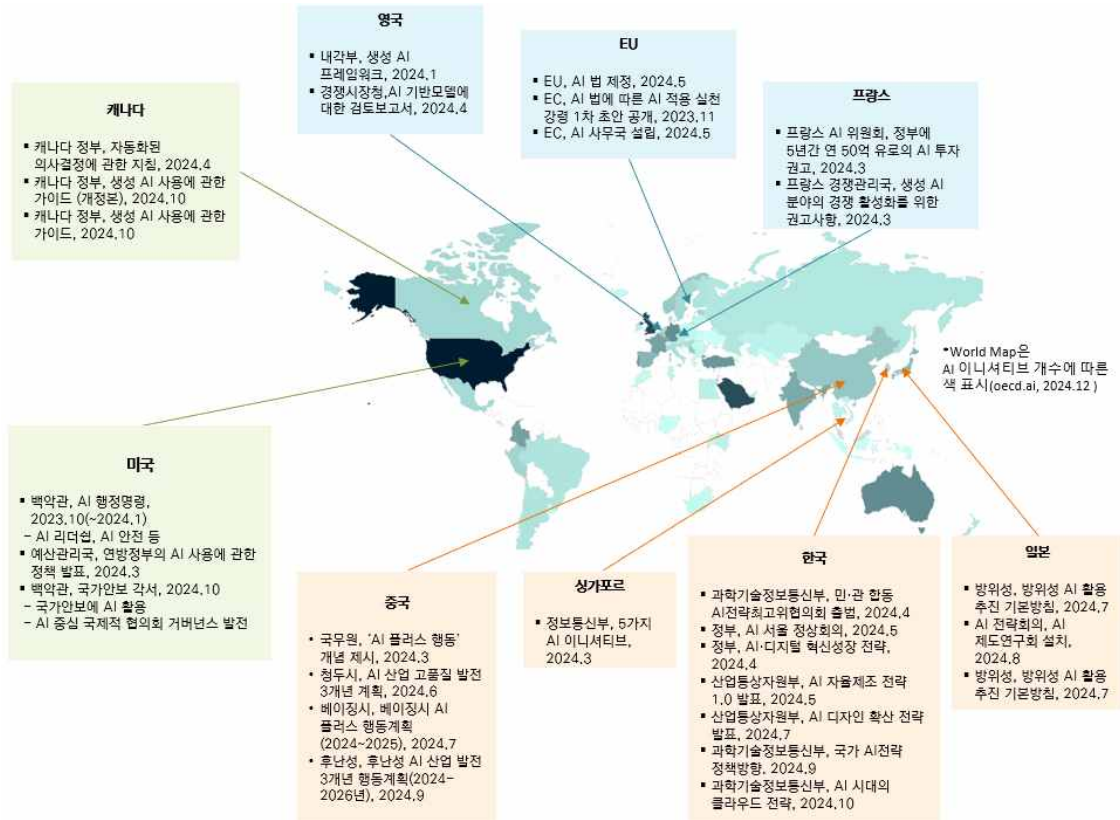 영국
▪ 내각부, 생성 AI
프레임워크, 2024.1
▪ 경쟁시장청,AI 기반모델에
대한 검토보고서, 2024.4
EU
▪ EU, AI 법 제정, 2024.5
▪ EC, AI 법에 따른 AI 적용 실천
강령 1차 초안 공개, 2023.11
▪ EC, AI 사무국 설립, 2024.5
프랑스
▪ 프랑스 AI 위원회, 정부에
5년간 연 50억 유로의 AI 투자
권고, 2024.3
▪ 프랑스 경쟁관리국, 생성 AI
분야의 경쟁 활성화를 위한
권고사항, 2024.3
캐나다
▪ 캐나다 정부, 자동화된
의사결정에 관한 지침, 2024.4
▪ 캐나다 정부, 생성 AI 사용에 관한
가이드 (개정본), 2024.10
▪ 캐나다 정부, 생성 AI 사용에 관한
가이드, 2024.10
*World Map은
AI 이니셔티브 개수에 따른
색 표시(oecd.ai, 2024.12 )
미국
▪ 백악관, AI 행정명령,
2023.10(~2024.1)
– AI 리더쉽, AI 안전 등
▪ 예산관리국, 연방정부의 AI 사용에 관한
정책 발표, 2024.3
▪ 백악관, 국가안보 각서, 2024.10
– 국가안보에 AI 활용
– AI 중심 국제적 협의회 거버넌스 발전
중국
• 국무원, ‘AI 플러스 행동’
개념 제시, 2024.3
• 청두시, AI 산업 고품질 발전
3개년 계획, 2024.6
• 베이징시, 베이징시 AI
플러스 행동계획
(2024~2025), 2024.7
• 후난성, 후난성 AI 산업 발전
3개년 행동계획(2024-
2026년), 2024.9
싱가포르
▪ 정보통신부, 5가지
AI 이니셔티브,
2024.3
한국
▪ 과학기술정보통신부, 민·관 합동
AI전략최고위협의회 출범, 2024.4
▪ 정부, AI 서울 정상회의, 2024.5
▪ 정부, AI·디지털 혁신성장 전략,
2024.4
▪ 산업통상자원부, AI 자율제조 전략
1.0 발표, 2024.5
▪ 산업통상자원부, AI 디자인 확산 전략
발표, 2024.7
▪ 과학기술정보통신부, 국가 AI전략
정책방향. 2024.9
▪ 과학기술정보통신부, AI 시대의
클라우드 전략, 2024.10
일본
▪ 방위성, 방위성 AI 활용
추진 기본방침, 2024.7
▪ AI 전략회의, AI
제도연구회 설치,
2024.8
▪ 방위성, 방위성 AI 활용
추진 기본방침, 2024.7